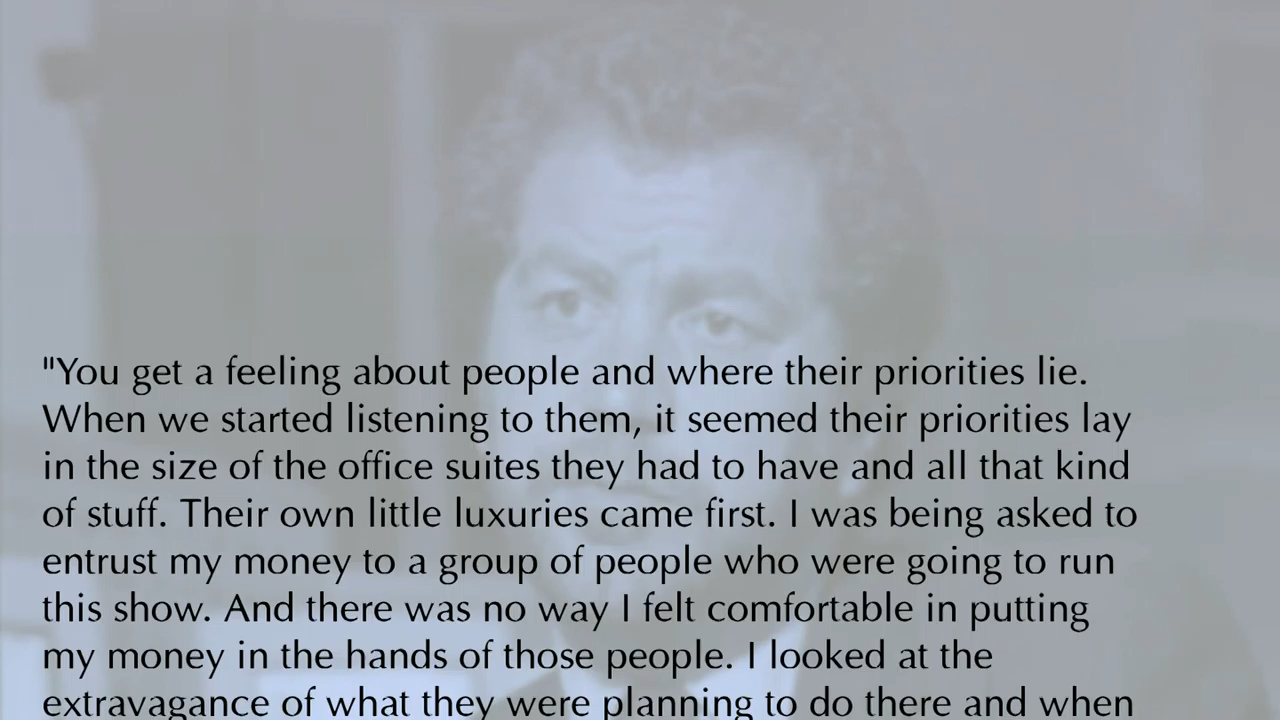 "You get a feeling about people and where their priorities lie.
When we started listening to them, it seemed their priorities lay
in the size of the office suites they had to have and all that kind
of stuff. Their own little luxuries came first. I was being asked to
entrust my money to a group of people who were going to run
this show. And there was no way I felt comfortable in putting
my money in the hands of those people. I looked at the
extravagance of what they were planning to do there and when